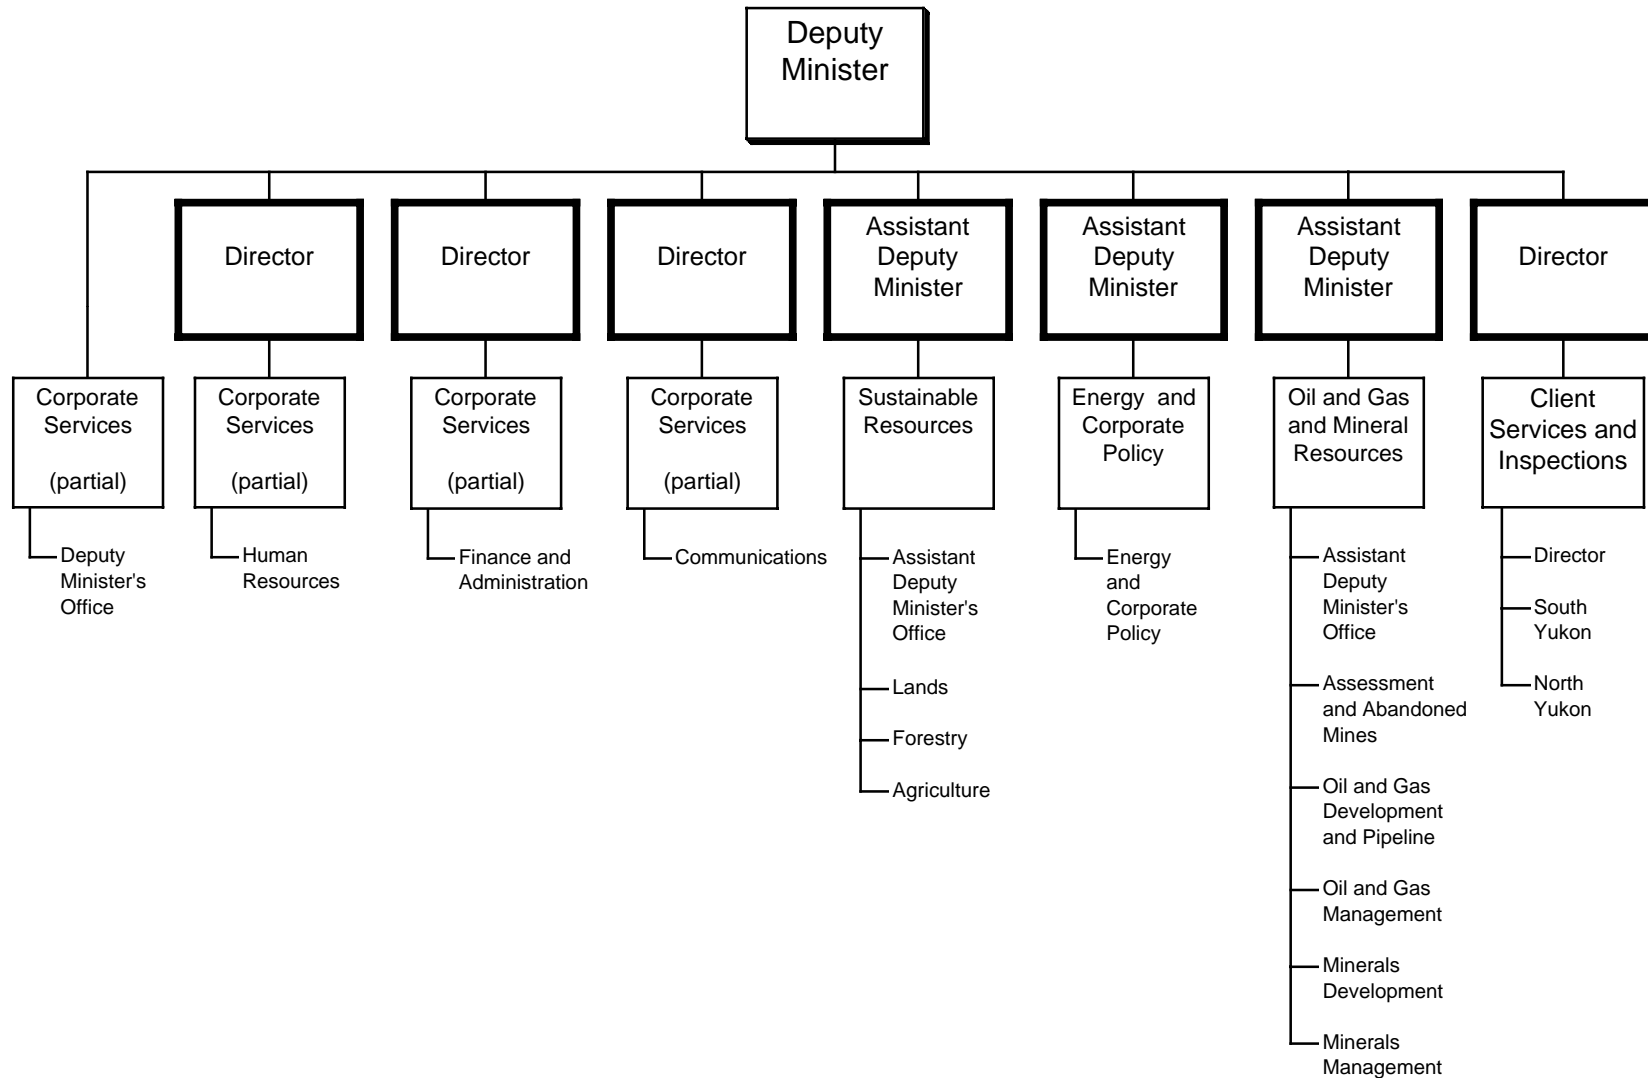 Deputy
Minister
Director
Director
Director
Assistant
Deputy
Minister
Assistant
Deputy
Minister
Assistant
Deputy
Minister
Director
Corporate
Services
(partial)
Corporate
Services
(partial)
Corporate
Services
(partial)
Corporate
Services
(partial)
Sustainable
Resources
Energy and
Corporate
Policy
Oil and Gas
and Mineral
Resources
Client
Services and
Inspections
Deputy
Minister's
Office
Human
Resources
Finance and
Administration
Communications
Assistant
Deputy
Minister's
Office
Lands
Forestry
Agriculture
Energy
and
Corporate
Policy
Assistant
Deputy
Minister's
Office
Assessment
and Abandoned
Mines
Oil and Gas
Development
and Pipeline
Oil and Gas
Management
Minerals
Development
Minerals
Management
Director
South
Yukon
North
Yukon